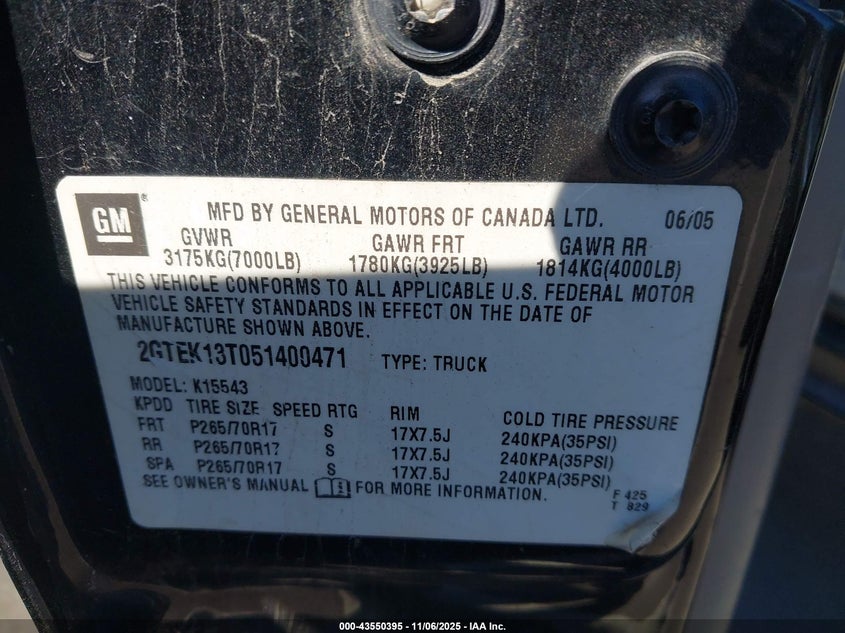 GM ® MFD BY GENERAL MOTORS OF CANADA LTD. 06/05
GVWR GAWR FRT GAWR RR
3175KG(7000LB) 1780KG(3925LB) 1814KG(4000LB)
THIS VEHICLE CONFORMS TO ALL APPLICABLE U.S. FEDERAL MOTOR
VEHICLE SAFETY STANDARDS IN EFFECT ON THE DATE OF
MANUFACTURE SHOWN ABOVE.
2GTEK13T051400471 TYPE: TRUCK
MODEL: K15543
KPDD TIRE SIZE SPEED RTG RIM COLD TIRE PRESSURE
FRT P265/70R17 S 17X7.5J 240KPA(35PSI)
RR P265/70R17 S 17X7.5J 240KPA(35PSI)
SPA P265/70R17 S 17X7.5J 240KPA(35PSI)
SEE OWNER'S MANUAL FOR MORE INFORMATION.
F 425
T 829
000-43550395 - 11/06/2025 - IAA Inc.